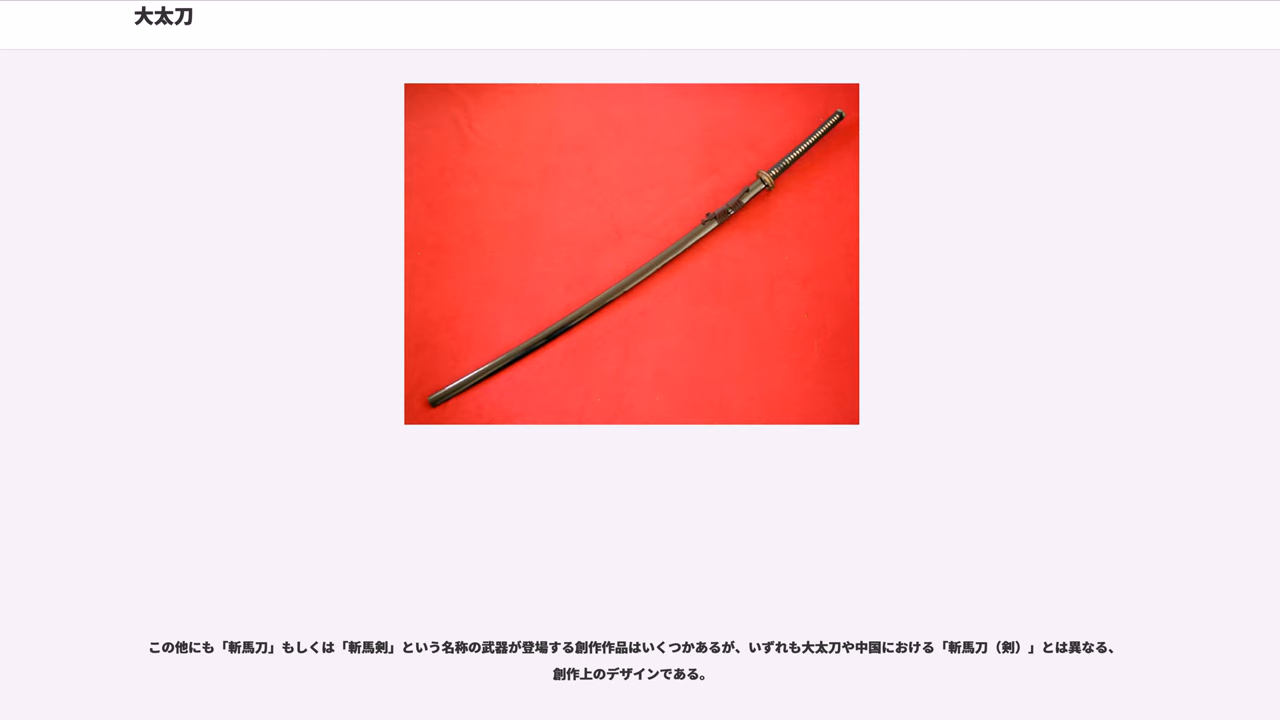 大太刀
この他にも「斬馬刀」もしくは「斬馬剣」という名称の武器が登場する創作作品はいくつかあるが、いずれも大太刀や中国における「斬馬刀（剣）」とは異なる、
創作上のデザインである。